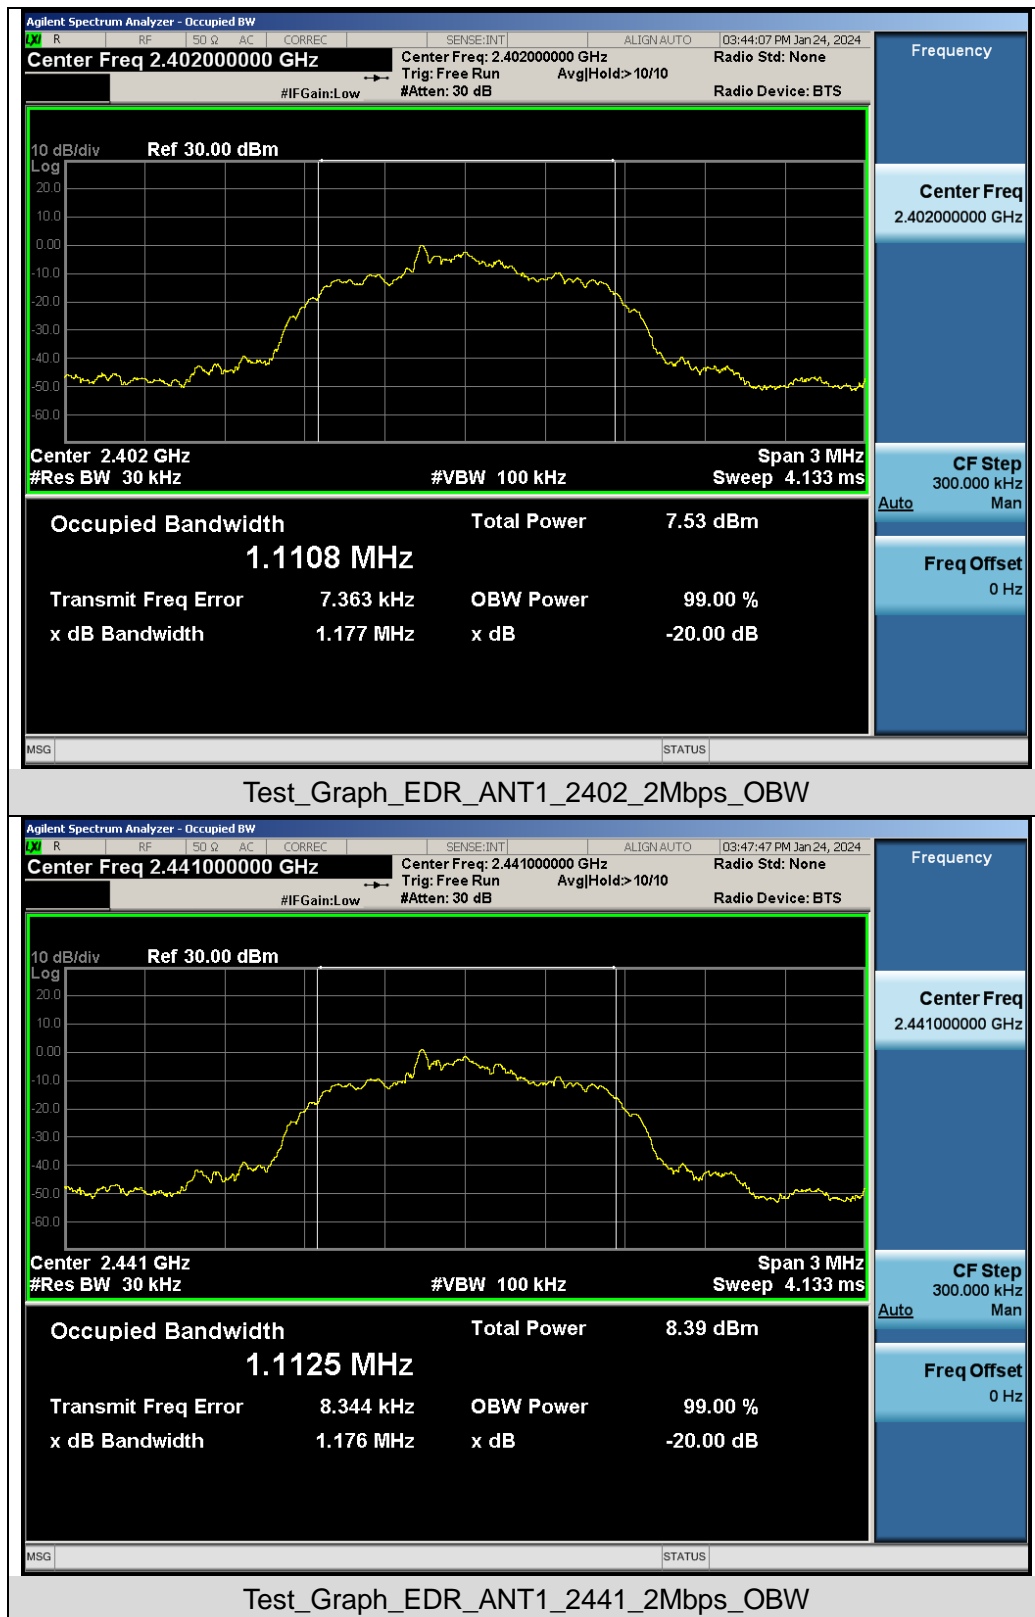 Agilent Spectrum Analyzer - Occupied BW
LXI R RF 50 Ω AC CORREC SENSE:INT ALIGN AUTO 03:44:07 PM Jan 24, 2024
Center Freq 2.402000000 GHz Center Freq: 2.402000000 GHz Radio Std: None
Trig: Free Run Avg|Hold:>10/10
#IFGain:Low #Atten: 30 dB Radio Device: BTS
Frequency
10 dB/div Ref 30.00 dBm
Log
20.0
10.0
0.00
-10.0
-20.0
-30.0
-40.0
-50.0
-60.0
Center 2.402 GHz Span 3 MHz
#Res BW 30 kHz #VBW 100 kHz Sweep 4.133 ms
Center Freq
2.402000000 GHz
CF Step
300.000 kHz
Auto Man
Freq Offset
0 Hz
Occupied Bandwidth Total Power 7.53 dBm
1.1108 MHz
Transmit Freq Error 7.363 kHz OBW Power 99.00 %
x dB Bandwidth 1.177 MHz x dB -20.00 dB
MSG STATUS
Test_Graph_EDR_ANT1_2402_2Mbps_OBW
Agilent Spectrum Analyzer - Occupied BW
LXI R RF 50 Ω AC CORREC SENSE:INT ALIGN AUTO 03:47:47 PM Jan 24, 2024
Center Freq 2.441000000 GHz Center Freq: 2.441000000 GHz Radio Std: None
Trig: Free Run Avg|Hold:>10/10
#IFGain:Low #Atten: 30 dB Radio Device: BTS
Frequency
10 dB/div Ref 30.00 dBm
Log
20.0
10.0
0.00
-10.0
-20.0
-30.0
-40.0
-50.0
-60.0
Center 2.441 GHz Span 3 MHz
#Res BW 30 kHz #VBW 100 kHz Sweep 4.133 ms
Center Freq
2.441000000 GHz
CF Step
300.000 kHz
Auto Man
Freq Offset
0 Hz
Occupied Bandwidth Total Power 8.39 dBm
1.1125 MHz
Transmit Freq Error 8.344 kHz OBW Power 99.00 %
x dB Bandwidth 1.176 MHz x dB -20.00 dB
MSG STATUS
Test_Graph_EDR_ANT1_2441_2Mbps_OBW